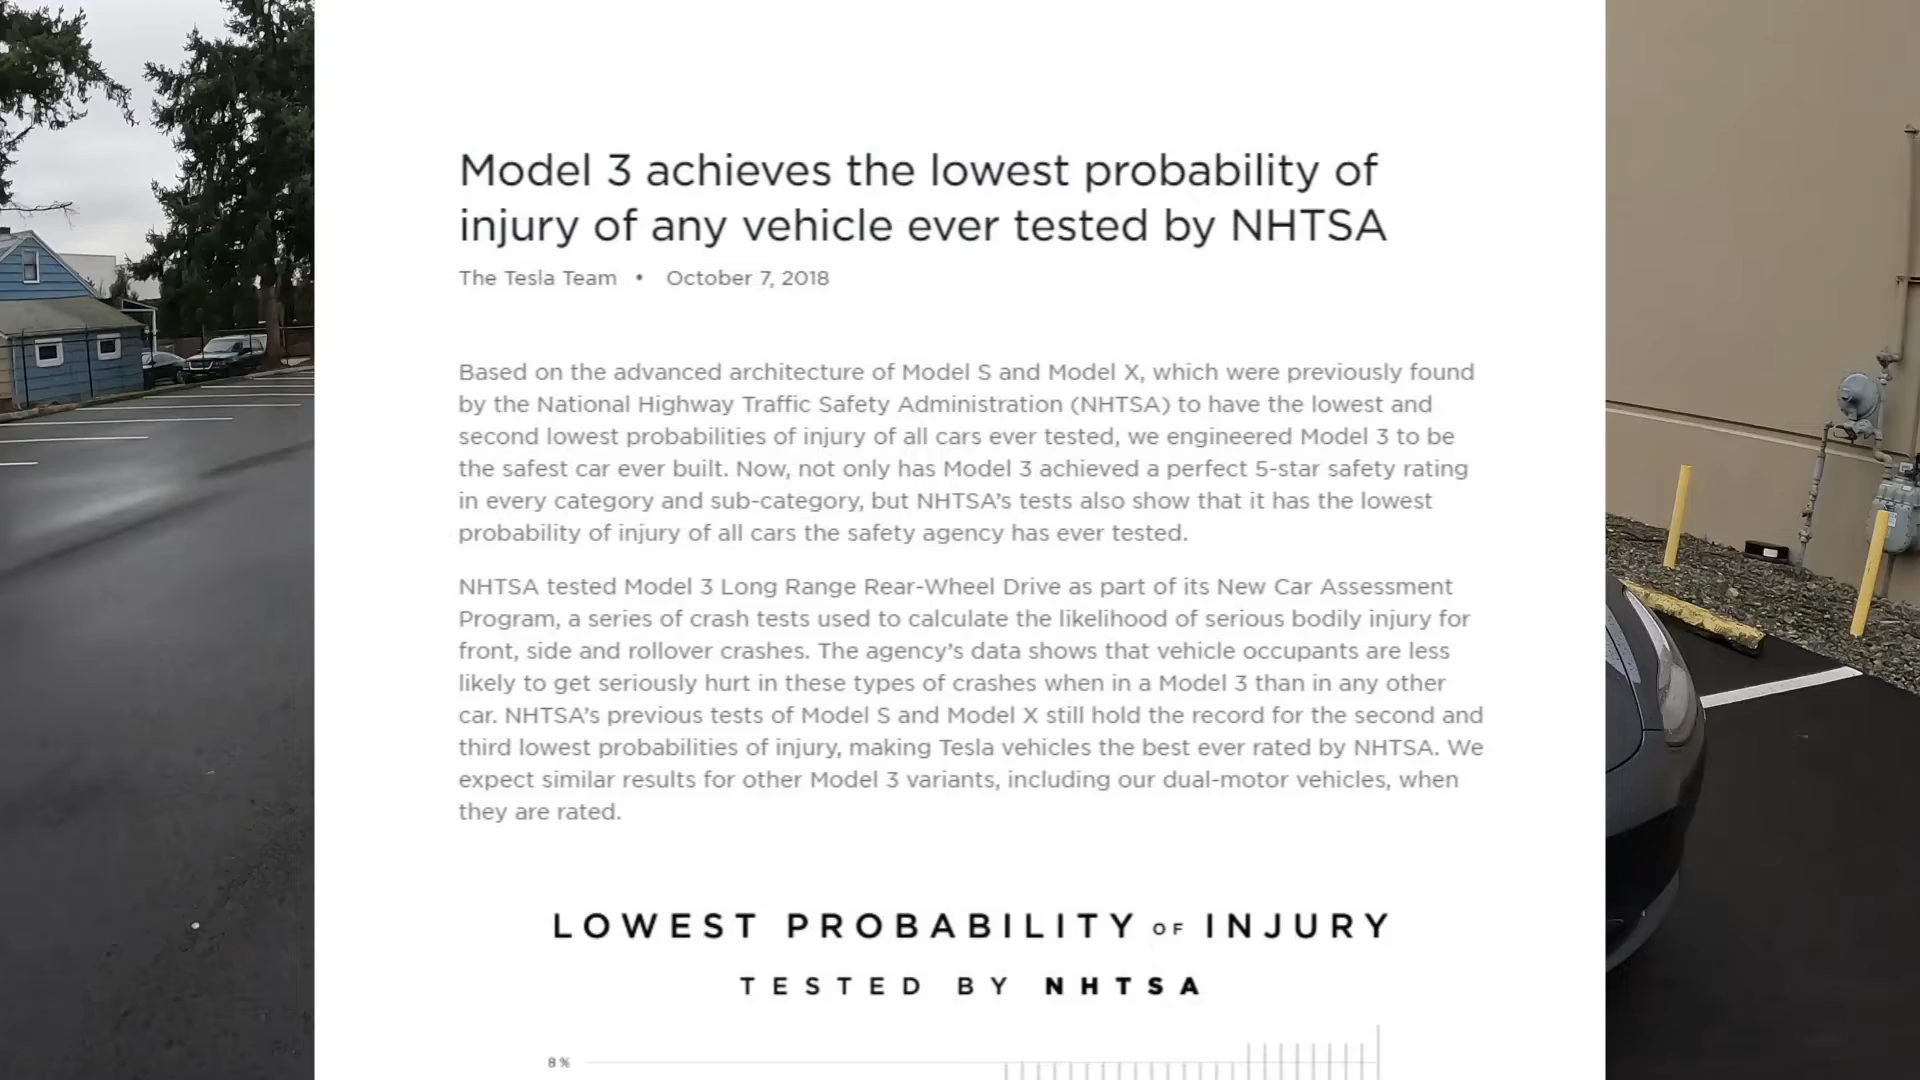 Model 3 achieves the lowest probability of
injury of any vehicle ever tested by NHTSA
The Tesla Team • October 7, 2018
Based on the advanced architecture of Model S and Model X, which were previously found
by the National Highway Traffic Safety Administration (NHTSA) to have the lowest and
second lowest probabilities of injury of all cars ever tested, we engineered Model 3 to be
the safest car ever built. Now, not only has Model 3 achieved a perfect 5-star safety rating
in every category and sub-category, but NHTSA’s tests also show that it has the lowest
probability of injury of all cars the safety agency has ever tested.
NHTSA tested Model 3 Long Range Rear-Wheel Drive as part of its New Car Assessment
Program, a series of crash tests used to calculate the likelihood of serious bodily injury for
front, side and rollover crashes. The agency’s data shows that vehicle occupants are less
likely to get seriously hurt in these types of crashes when in a Model 3 than in any other
car. NHTSA’s previous tests of Model S and Model X still hold the record for the second and
third lowest probabilities of injury, making Tesla vehicles the best ever rated by NHTSA. We
expect similar results for other Model 3 variants, including our dual-motor vehicles, when
they are rated.
LOWEST PROBABILITY OF INJURY
TESTED BY NHTSA
8%